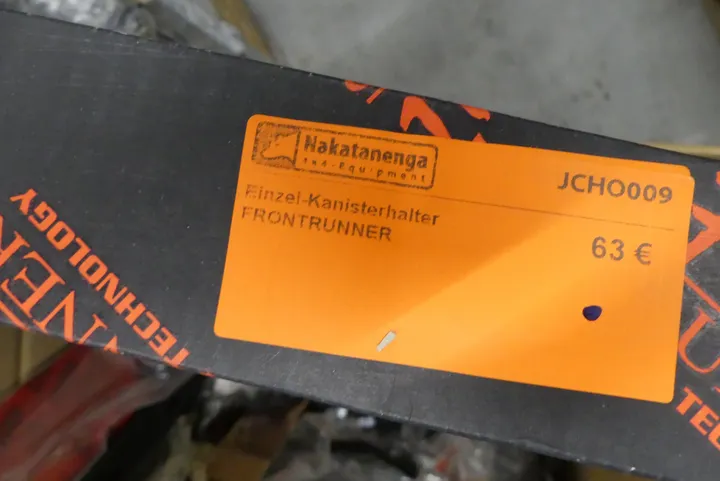 Nakatanenga
4x4-Equipment
JCHO009
Einzel-Kanisterhalter
FRONTRUNNER
63 €
TECHNOLOGY